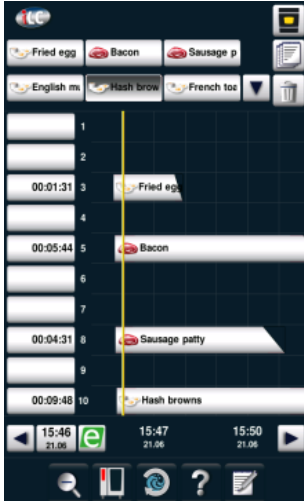 iLC
Fried egg Bacon Sausage p
English mu Hash brow French toa
1
2
00:01:31 3 Fried egg
4
00:05:44 5 Bacon
6
7
00:04:31 8 Sausage patty
9
00:09:48 10 Hash browns
15:46 e 15:47 15:50
21.06 21.06 21.06
?